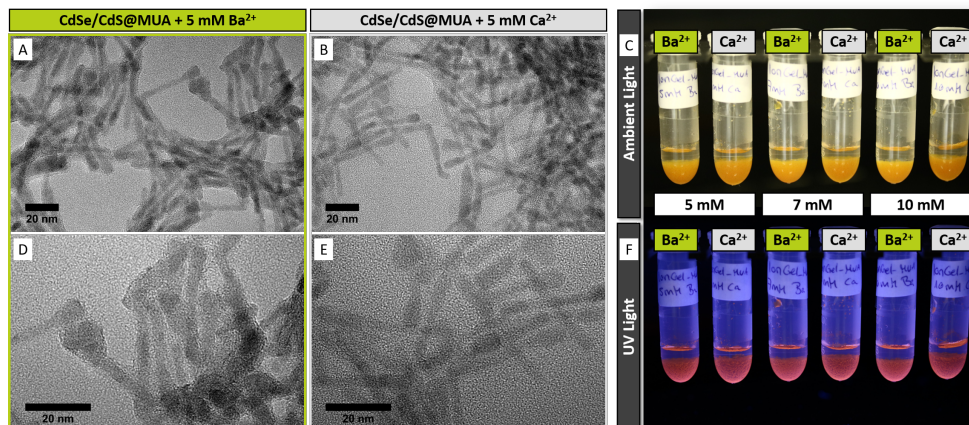 CdSe/CdS@MUA + 5 mM Ba²⁺
CdSe/CdS@MUA + 5 mM Ca²⁺
A
20 nm
B
20 nm
D
20 nm
E
20 nm
Ambient Light
C
Ba²⁺ Ca²⁺ Ba²⁺ Ca²⁺ Ba²⁺ Ca²⁺
5 mM 7 mM 10 mM
UV Light
F
Ba²⁺ Ca²⁺ Ba²⁺ Ca²⁺ Ba²⁺ Ca²⁺